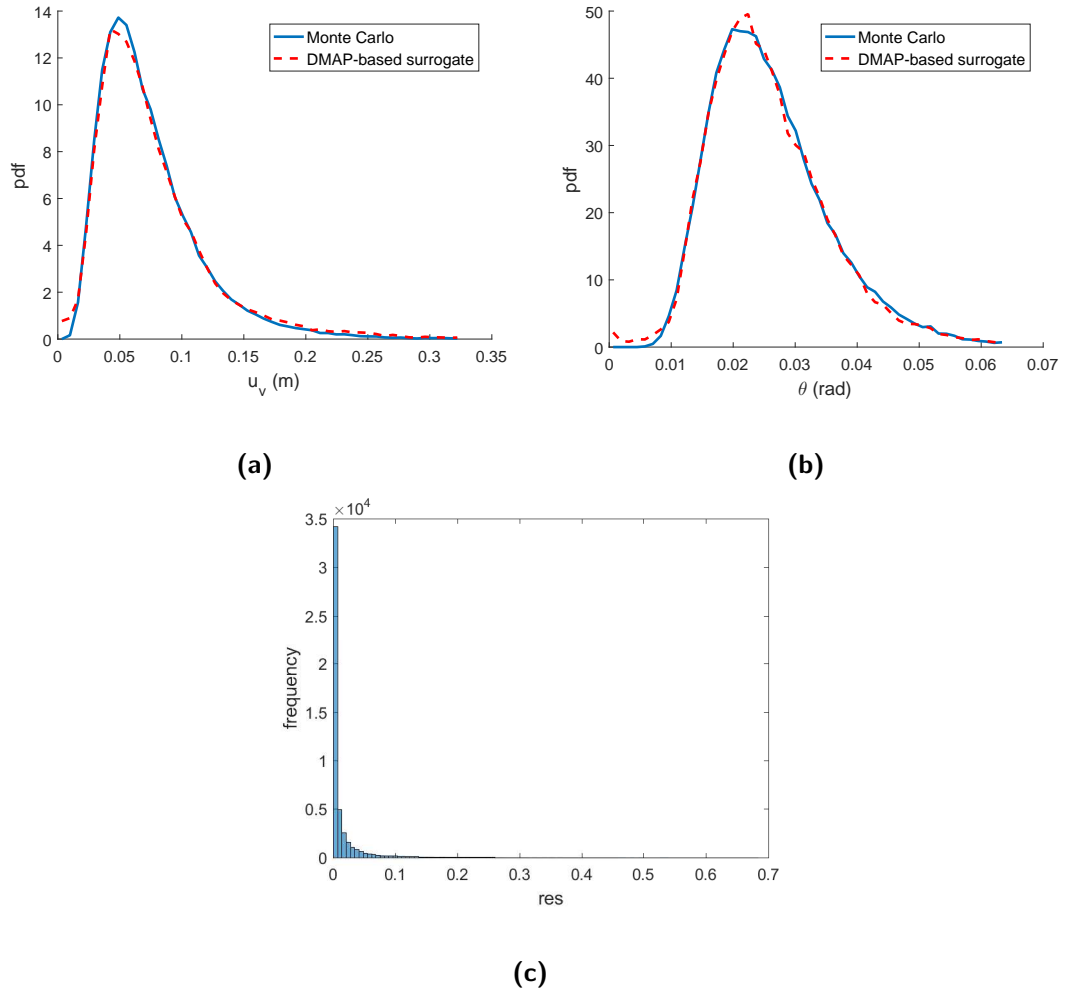 14
12
10
8
6
4
2
0
pdf
Monte Carlo
DMAP-based surrogate
0 0.05 0.1 0.15 0.2 0.25 0.3 0.35
u_v (m)
(a)
50
40
30
20
10
0
pdf
Monte Carlo
DMAP-based surrogate
0 0.01 0.02 0.03 0.04 0.05 0.06 0.07
θ (rad)
(b)
×10^4
3.5
3
2.5
2
1.5
1
0.5
0
frequency
0 0.1 0.2 0.3 0.4 0.5 0.6 0.7
res
(c)